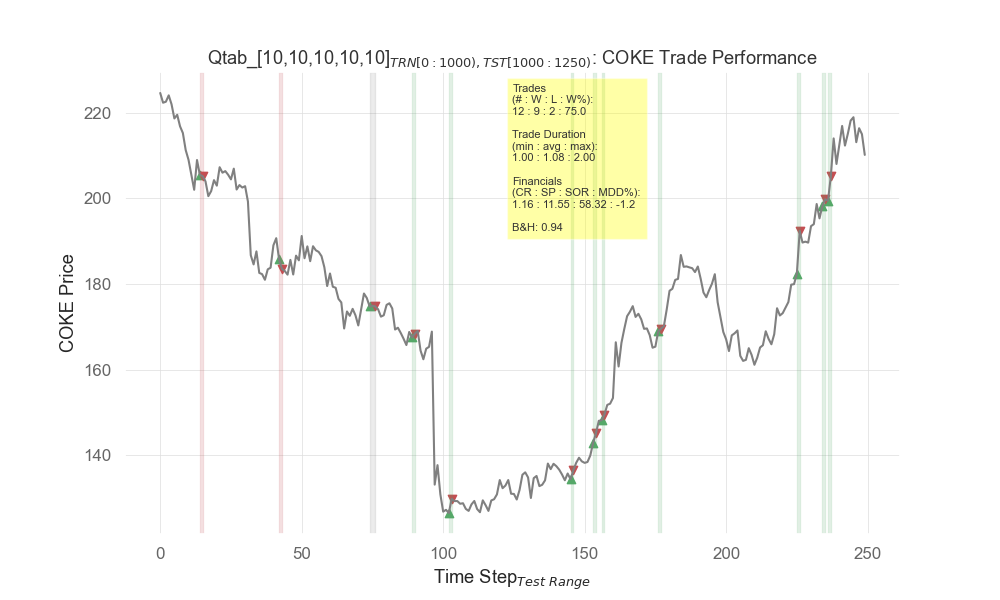 Qtab_[10,10,10,10,10]TRN[0 : 1000), TST[1000 : 1250): COKE Trade Performance
Trades
(# : W : L : W%):
12 : 9 : 2 : 75.0
Trade Duration
(min : avg : max):
1.00 : 1.08 : 2.00
Financials
(CR : SP : SOR : MDD%):
1.16 : 11.55 : 58.32 : -1.2
B&H: 0.94
COKE Price
220
200
180
160
140
0 50 100 150 200 250
Time StepTest Range